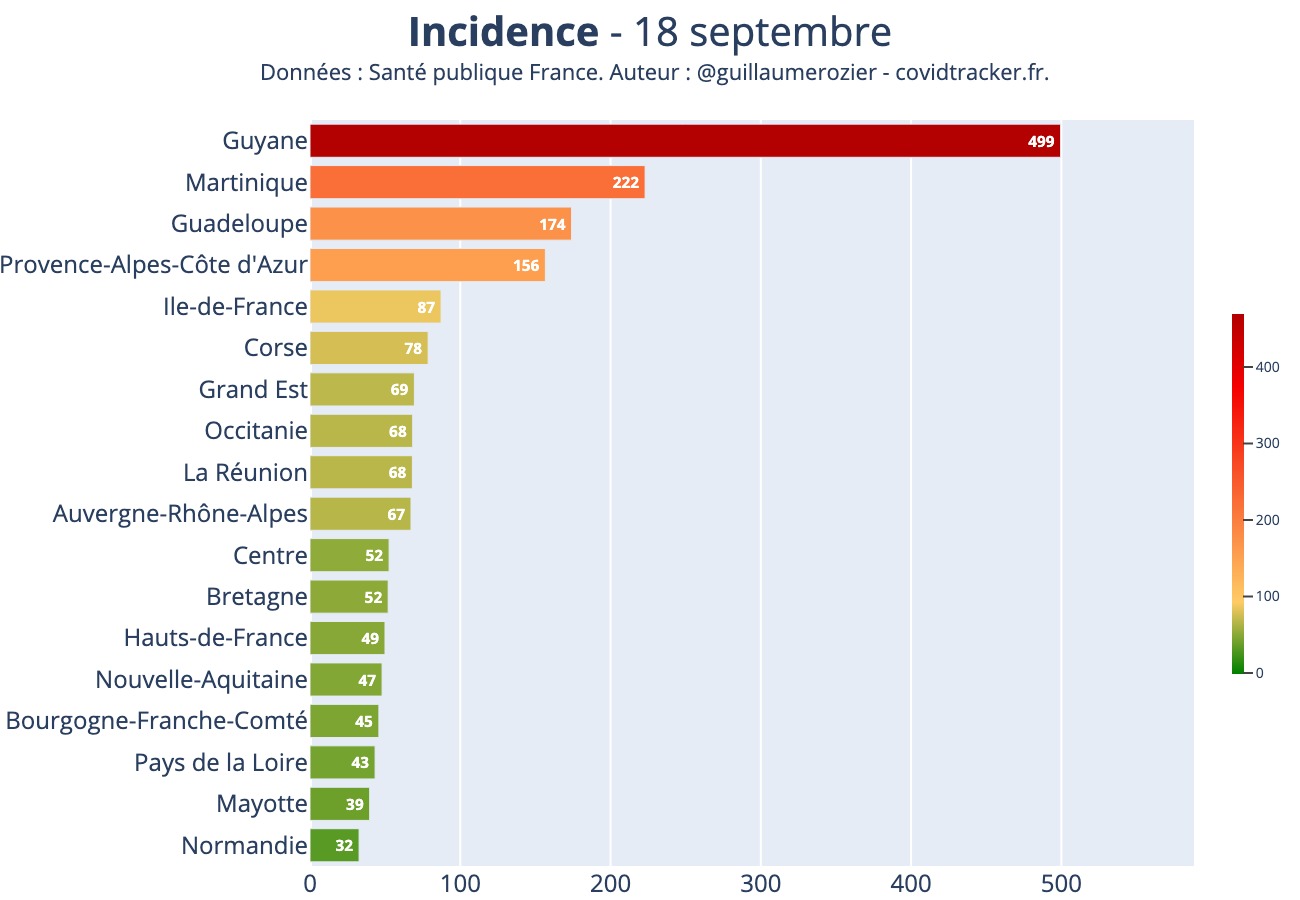 Incidence - 18 septembre
Données : Santé publique France. Auteur : @guillaumerozier - covidtracker.fr.
Guyane 499
Martinique 222
Guadeloupe 174
Provence-Alpes-Côte d'Azur 156
Ile-de-France 87
Corse 78
Grand Est 69
Occitanie 68
La Réunion 68
Auvergne-Rhône-Alpes 67
Centre 52
Bretagne 52
Hauts-de-France 49
Nouvelle-Aquitaine 47
Bourgogne-Franche-Comté 45
Pays de la Loire 43
Mayotte 39
Normandie 32
0 100 200 300 400 500
400
300
200
100
0